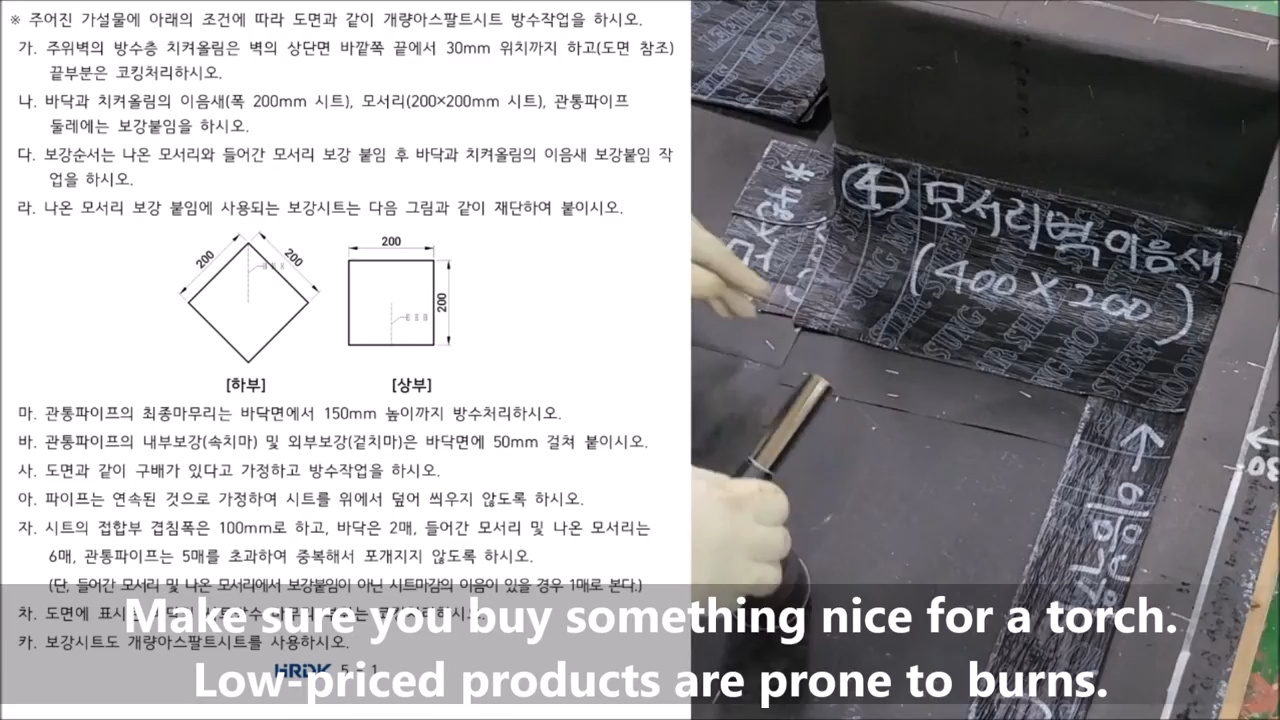 ※ 주어진 가설물에 아래의 조건에 따라 도면과 같이 개량아스팔트시트 방수작업을 하시오.
가. 주위벽의 방수층 치켜올림은 벽의 상단면 바깥쪽 끝에서 30mm 위치까지 하고(도면 참조)
끝부분은 코킹처리하시오.
나. 바닥과 치켜올림의 이음새(폭 200mm 시트), 모서리(200×200mm 시트), 관통파이프
둘레에는 보강붙임을 하시오.
다. 보강순서는 나온 모서리와 들어간 모서리 보강 붙임 후 바닥과 치켜올림의 이음새 보강붙임 작
업을 하시오.
라. 나온 모서리 보강 붙임에 사용되는 보강시트는 다음 그림과 같이 재단하여 붙이시오.
200
200
200
200
[하부]
[상부]
마. 관통파이프의 최종마무리는 바닥면에서 150mm 높이까지 방수처리하시오.
바. 관통파이프의 내부보강(속치마) 및 외부보강(겉치마)은 바닥면에 50mm 걸쳐 붙이시오.
사. 도면과 같이 구배가 있다고 가정하고 방수작업을 하시오.
아. 파이프는 연속된 것으로 가정하여 시트를 위에서 덮어 씌우지 않도록 하시오.
자. 시트의 접합부 겹침폭은 100mm로 하고, 바닥은 2매, 들어간 모서리 및 나온 모서리는
6매, 관통파이프는 5매를 초과하여 중복해서 포개지지 않도록 하시오.
(단, 들어간 모서리 및 나온 모서리에서 보강붙임이 아닌 시트마감의 이음이 있을 경우 1매로 본다.)
차. 도면에 표시
카. 보강시트도 개량아스팔트시트를 사용하시오.
HRDK 5 - 1
④ 모서리벽이음새
(400 X 200)
Make sure you buy something nice for a torch.
Low-priced products are prone to burns.